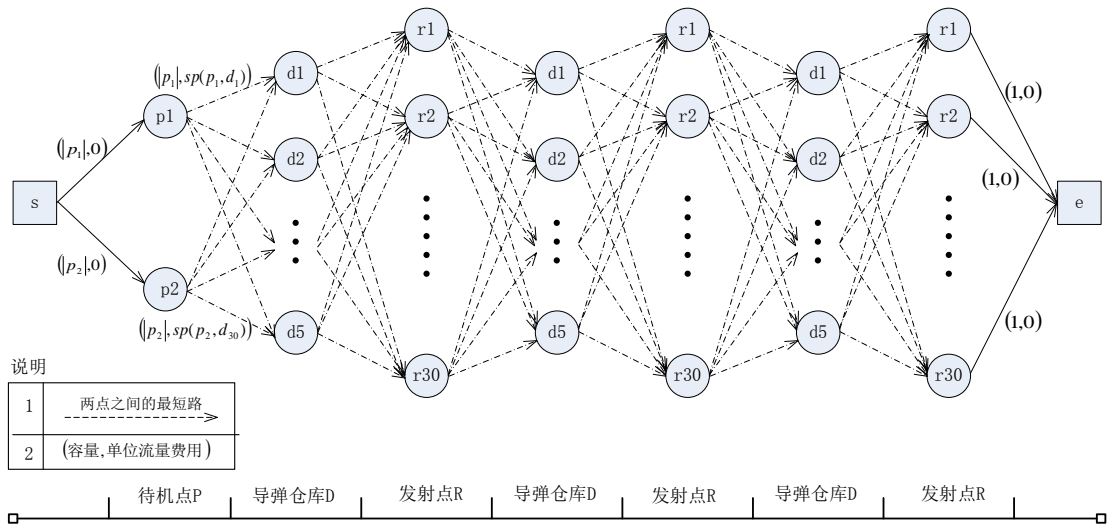 r1
r1
r1
d1
d1
d1
(|p₁|,sp(p₁,d₁))
p1
r2
r2
r2
(1,0)
(|p₁|,0)
d2
d2
d2
(1,0)
s
e
(|p₂|,0)
p2
(|p₂|,sp(p₂,d₃₀))
d5
d5
d5
(1,0)
r30
r30
r30
说明
1 两点之间的最短路
2 (容量,单位流量费用)
待机点P 导弹仓库D 发射点R 导弹仓库D 发射点R 导弹仓库D 发射点R